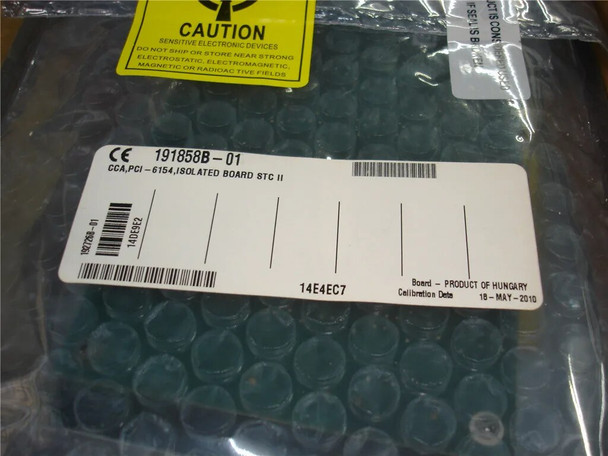 CAUTION
SENSITIVE ELECTRONIC DEVICES
DO NOT SHIP OR STORE NEAR STRONG
ELECTROSTATIC, ELECTROMAGNETIC,
MAGNETIC OR RADIOACTIVE FIELDS
CE 191858B-01
CCA,PCI-6154,ISOLATED BOARD STC II
192726B-01
14DE9E2
14E4EC7
Board - PRODUCT OF HUNGARY
Calibration Date 18-MAY-2010